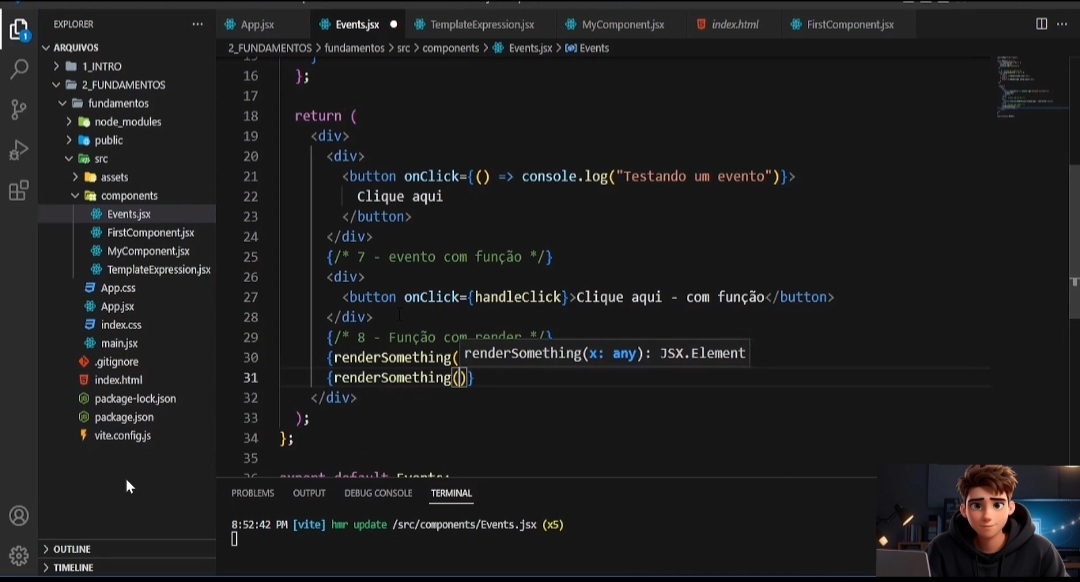 EXPLORER
ARQUIVOS
1_INTRO
2_FUNDAMENTOS
fundamentos
node_modules
public
src
assets
components
Events.jsx
FirstComponent.jsx
MyComponent.jsx
TemplateExpression.jsx
App.css
App.jsx
index.css
main.jsx
.gitignore
index.html
package-lock.json
package.json
vite.config.js
OUTLINE
TIMELINE
1
App.jsx Events.jsx TemplateExpression.jsx MyComponent.jsx index.html FirstComponent.jsx
2_FUNDAMENTOS > fundamentos > src > components > Events.jsx > Events
16 };
17
18 return (
19 <div>
20 <div>
21 <button onClick={() => console.log("Testando um evento")}>
22 Clique aqui
23 </button>
24 </div>
25 {/* 7 - evento com função */}
26 <div>
27 <button onClick={handleClick}>Clique aqui - com função</button>
28 </div>
29 {/* 8 - Função com render */}
30 {renderSomething(
renderSomething(x: any): JSX.Element
31 {renderSomething()}
32 </div>
33 );
34 };
35
export default Events;
PROBLEMS OUTPUT DEBUG CONSOLE TERMINAL
8:52:42 PM [vite] hmr update /src/components/Events.jsx (x5)